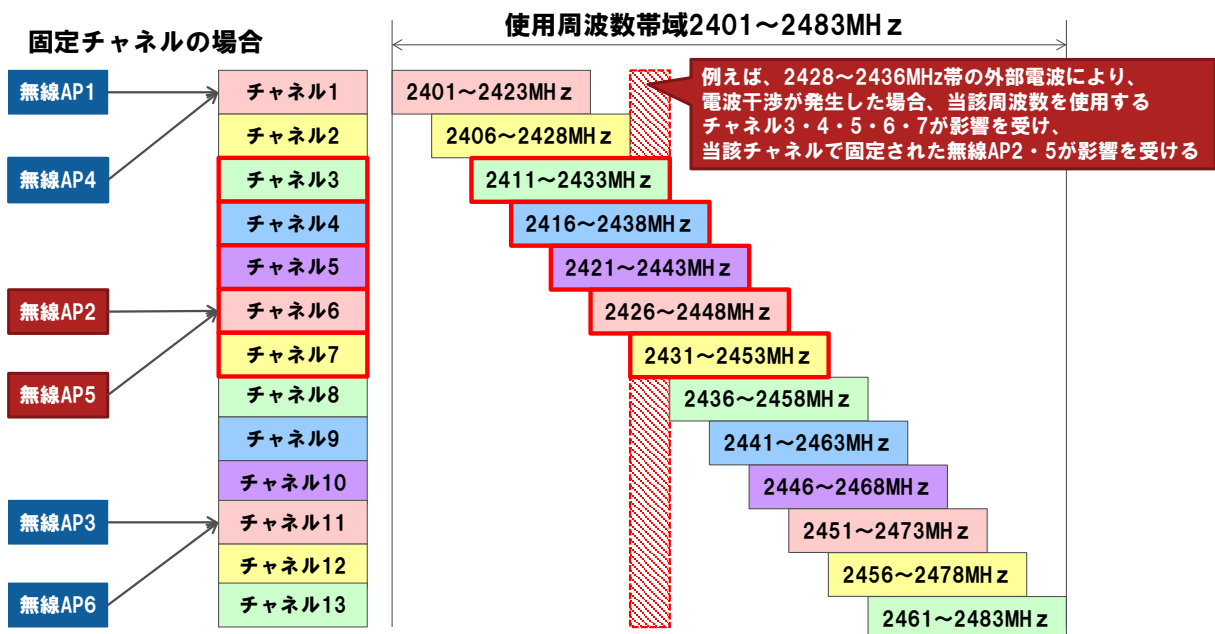 使用周波数帯域2401～2483MHz
固定チャネルの場合
例えば、2428～2436MHz帯の外部電波により、
電波干渉が発生した場合、当該周波数を使用する
チャネル3・4・5・6・7が影響を受け、
当該チャネルで固定された無線AP2・5が影響を受ける
無線AP1
チャネル1
2401～2423MHz
チャネル2
2406～2428MHz
無線AP4
チャネル3
2411～2433MHz
チャネル4
2416～2438MHz
チャネル5
2421～2443MHz
無線AP2
チャネル6
2426～2448MHz
チャネル7
2431～2453MHz
無線AP5
チャネル8
2436～2458MHz
チャネル9
2441～2463MHz
チャネル10
2446～2468MHz
無線AP3
チャネル11
2451～2473MHz
チャネル12
2456～2478MHz
無線AP6
チャネル13
2461～2483MHz